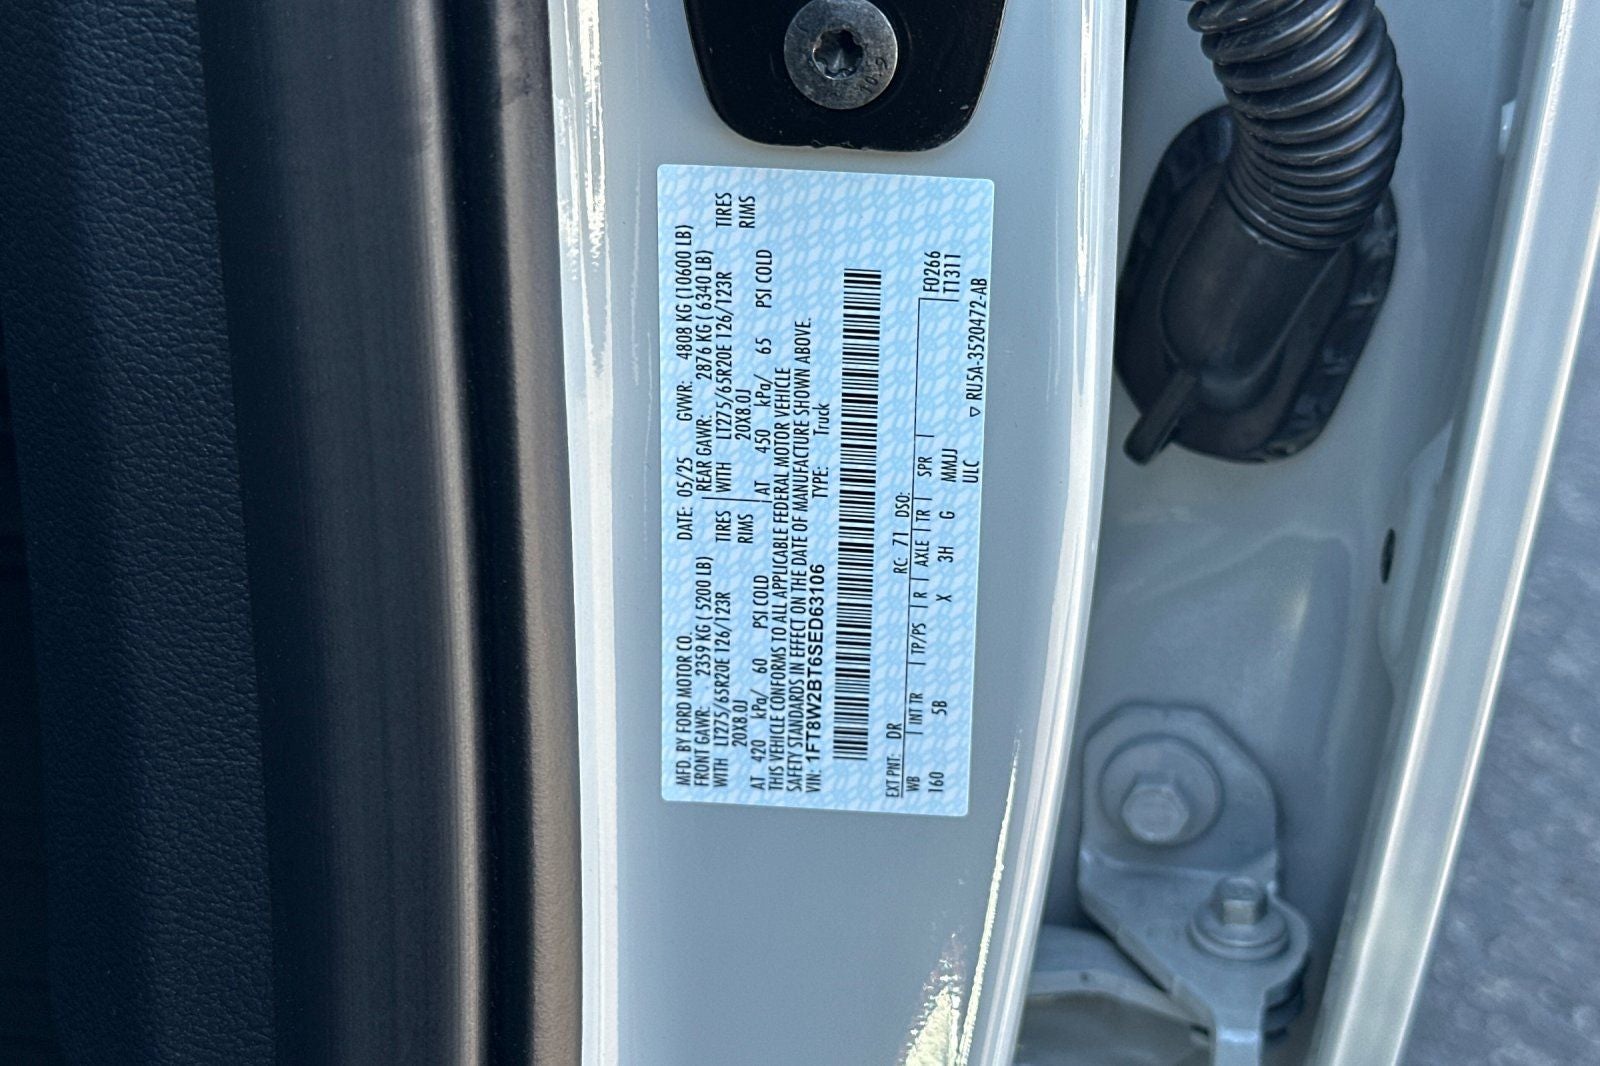 MFD. BY FORD MOTOR CO.
DATE: 05/25 GVWR: 4808 KG (10600 LB)
FRONT GAWR: 2359 KG ( 5200 LB)
REAR GAWR: 2876 KG ( 6340 LB)
WITH LT275/65R20E 126/123R TIRES
WITH LT275/65R20E 126/123R TIRES
20X8.0J RIMS
20X8.0J RIMS
AT 420 kPa/ 60 PSI COLD
AT 450 kPa/ 65 PSI COLD
THIS VEHICLE CONFORMS TO ALL APPLICABLE FEDERAL MOTOR VEHICLE
SAFETY STANDARDS IN EFFECT ON THE DATE OF MANUFACTURE SHOWN ABOVE.
VIN: 1FT8W2BT6SED63106 TYPE: Truck
EXT PNT: DR RC: 71 DSO:
WB INT TR TP/PS R AXLE TR SPR
160 5B X 3H G MMJJ
F0266
T1311
ULC ▽ RU5A-3520472-AB